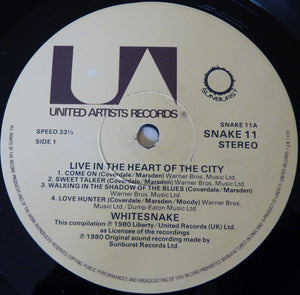 UA
SUNBURST
UNITED ARTISTS RECORDS ®
SNAKE 11A
SPEED 33⅓
SNAKE 11
SIDE 1
STEREO
LIVE IN THE HEART OF THE CITY
1. COME ON (Coverdale/Marsden) Warner Bros. Music Ltd.
2. SWEET TALKER (Coverdale/Marsden) Warner Bros. Music Ltd.
3. WALKING IN THE SHADOW OF THE BLUES (Coverdale/Marsden)
Warner Bros. Music Ltd.
4. LOVE HUNTER (Coverdale/Marsden/Moody) Warner Bros.
Music Ltd./Dump-Eaton Music Ltd.
WHITESNAKE
This compilation ℗ 1980 Liberty/United Records (UK) Ltd.
as Licensee of the recordings
℗ 1980 Original sound recording made by
Sunburst Records Ltd.